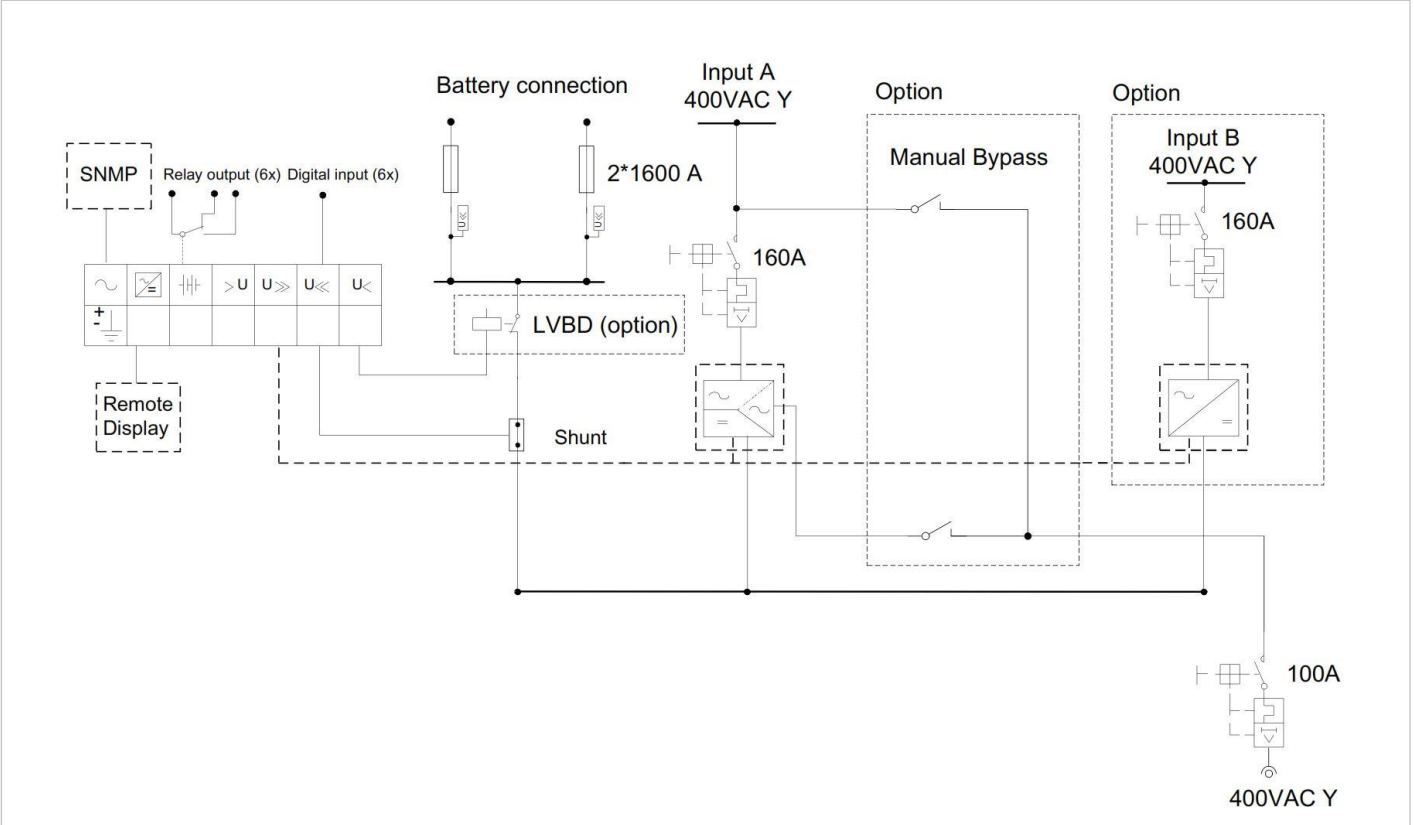 Battery connection
Input A
400VAC Y
Option
Option
Manual Bypass
Input B
400VAC Y
SNMP
Relay output (6x) Digital input (6x)
2*1600 A
U<<
U<<
160A
160A
>U U>> U<< U<
+
-
LVBD (option)
Remote
Display
Shunt
100A
400VAC Y